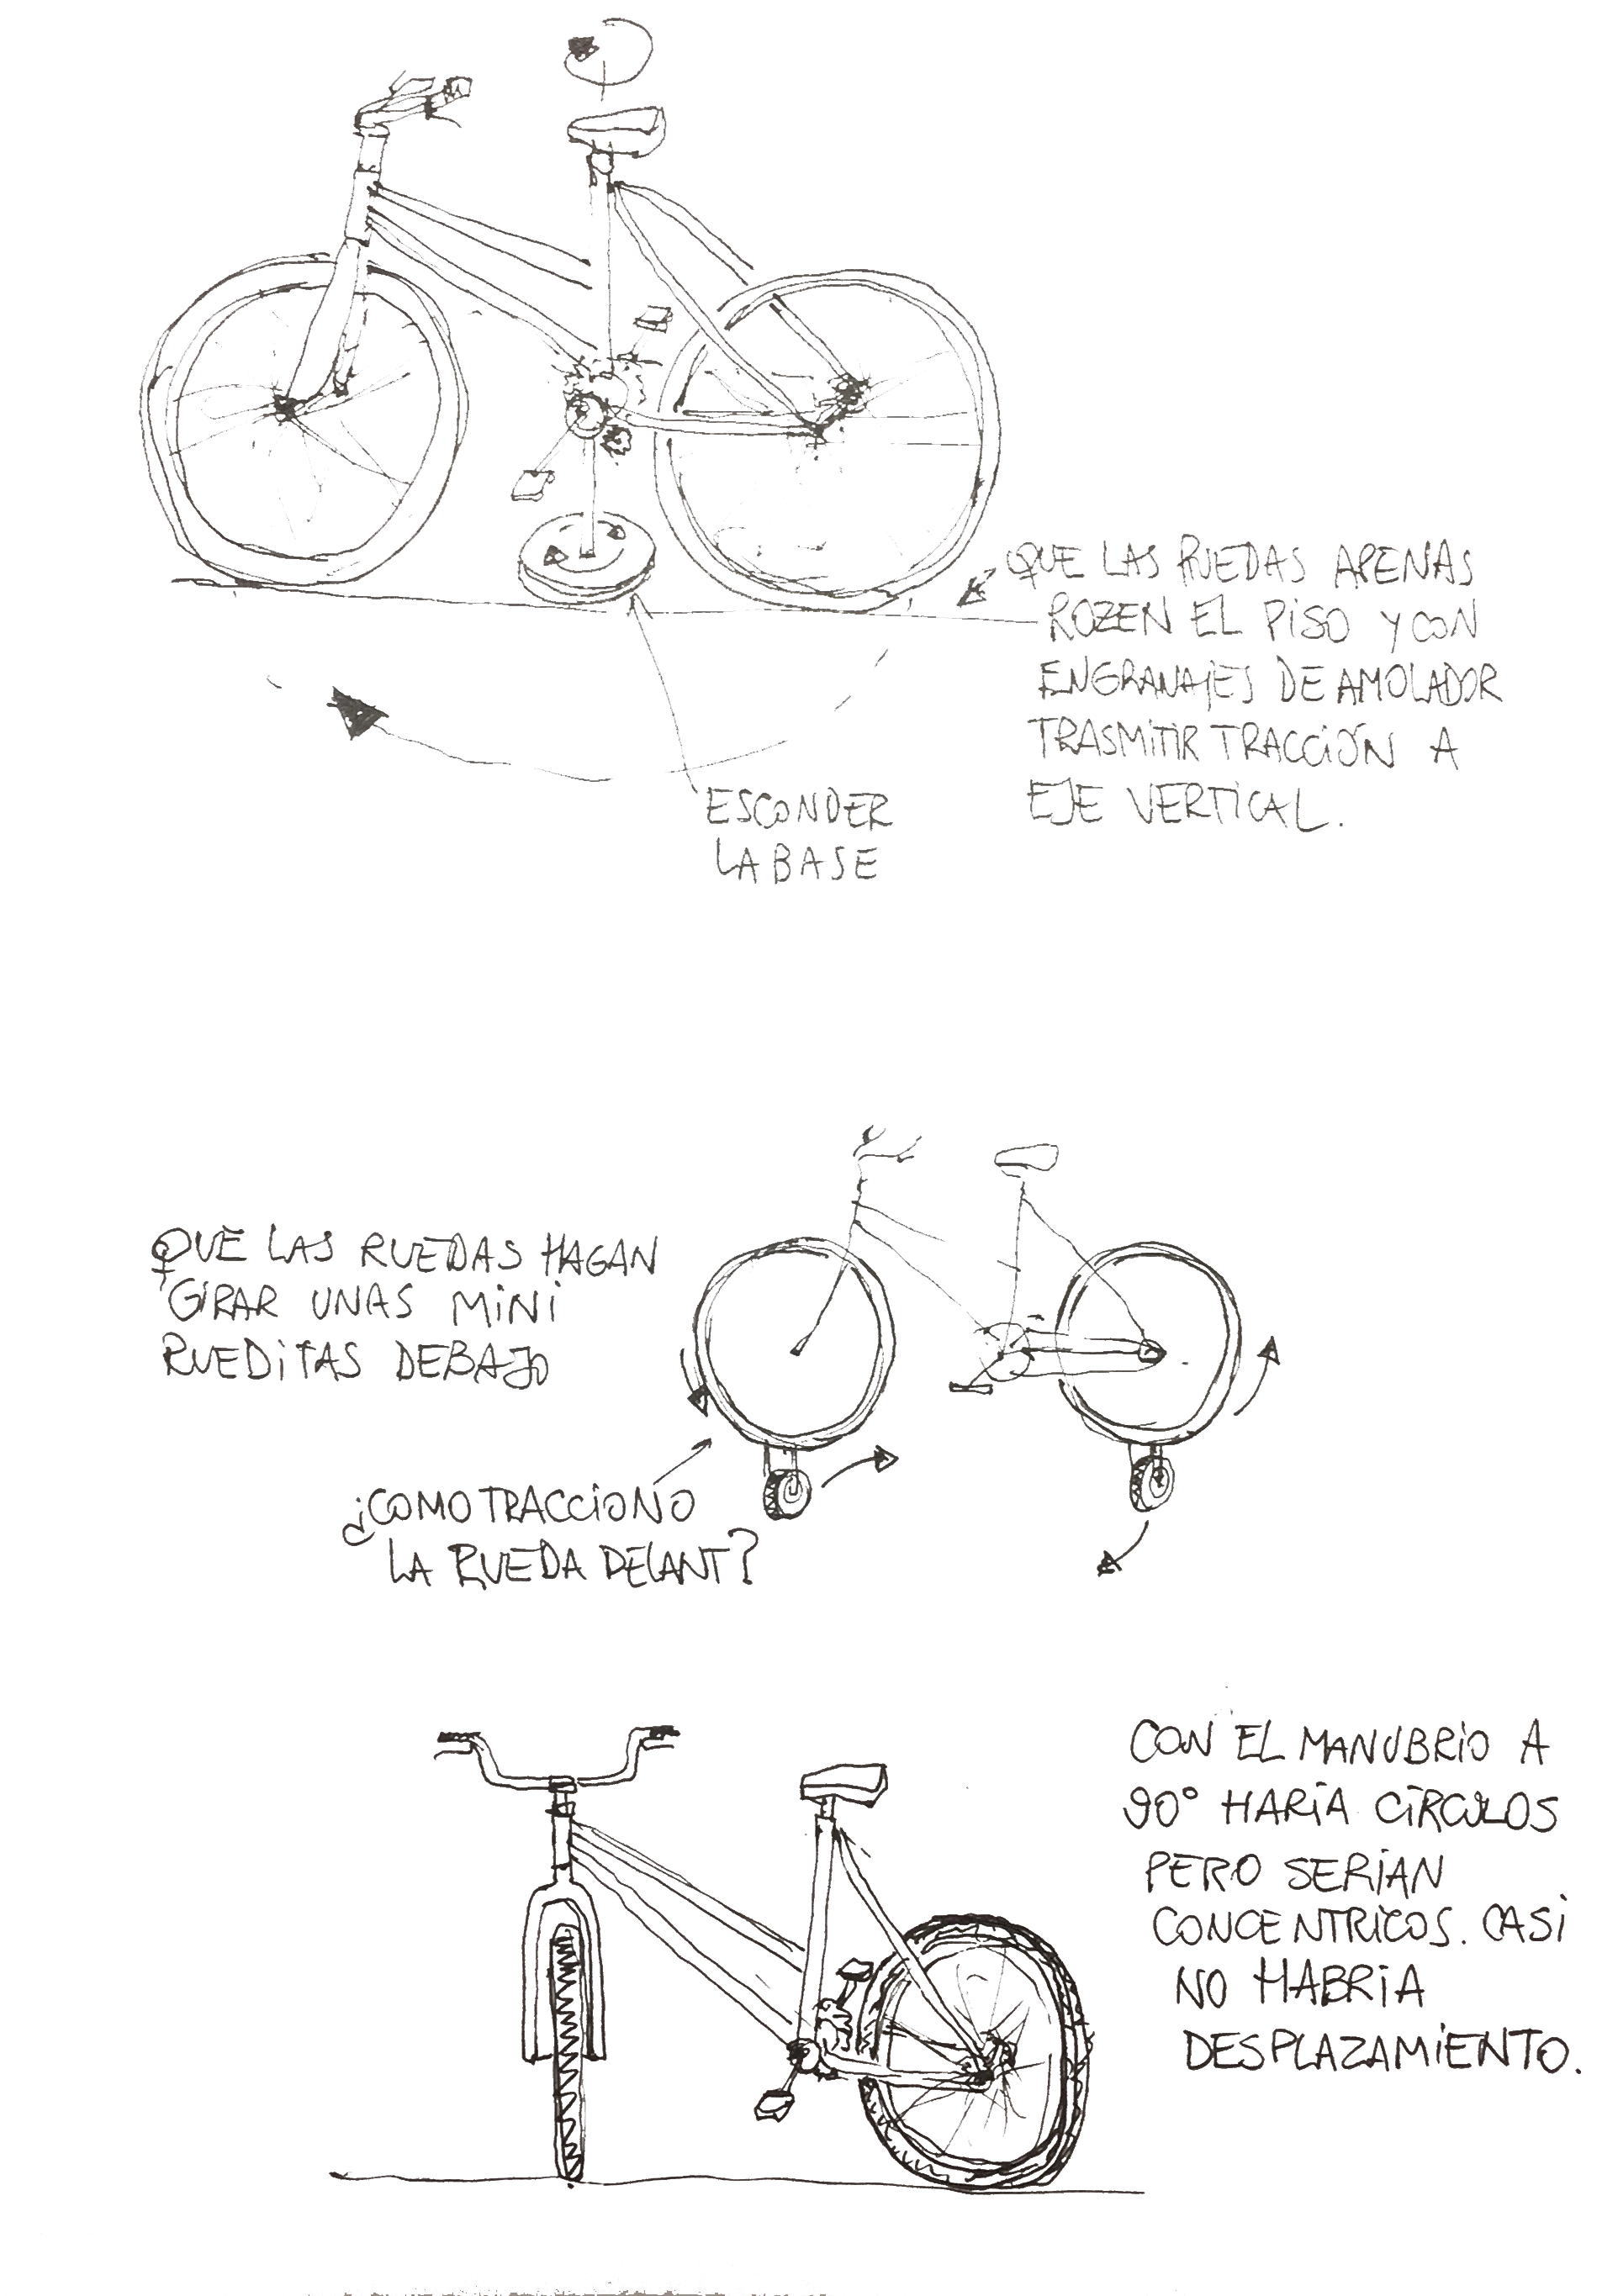 QUE LAS RUEDAS APENAS
ROZEN EL PISO Y CON
ENGRANAJES DE AMOLADOR
TRASMITIR TRACCIÓN A
EJE VERTICAL.
ESCONDER
LA BASE
QUE LAS RUEDAS HAGAN
GIRAR UNAS MINI
RUEDITAS DEBAJO
¿COMO TRACCIONO
LA RUEDA DELANT?
CON EL MANUBRIO A
90° HARIA CIRCULOS
PERO SERIAN
CONCENTRICOS. CASI
NO HABRIA
DESPLAZAMIENTO.